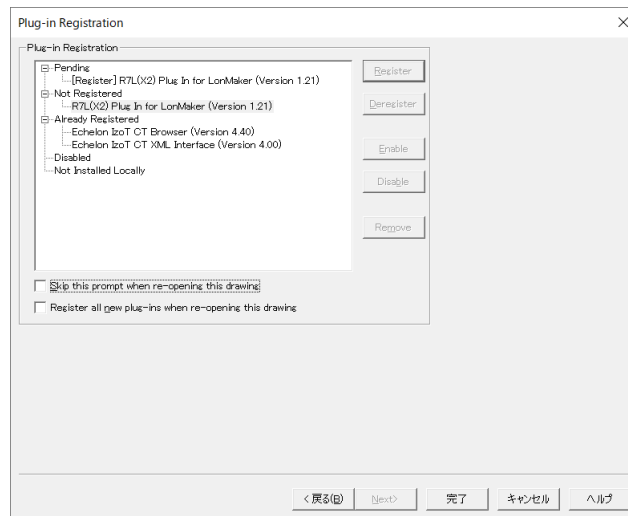 Plug-in Registration
Plug-in Registration
Pending
[Register] R7L(X2) Plug In for LonMaker (Version 1.21)
Not Registered
R7L(X2) Plug In for LonMaker (Version 1.21)
Already Registered
Echelon IzoT CT Browser (Version 4.40)
Echelon IzoT CT XML Interface (Version 4.00)
Disabled
Not Installed Locally
Register
Deregister
Enable
Disable
Remove
Skip this prompt when re-opening this drawing
Register all new plug-ins when re-opening this drawing
< 戻る(B)
Next>
完了
キャンセル
ヘルプ